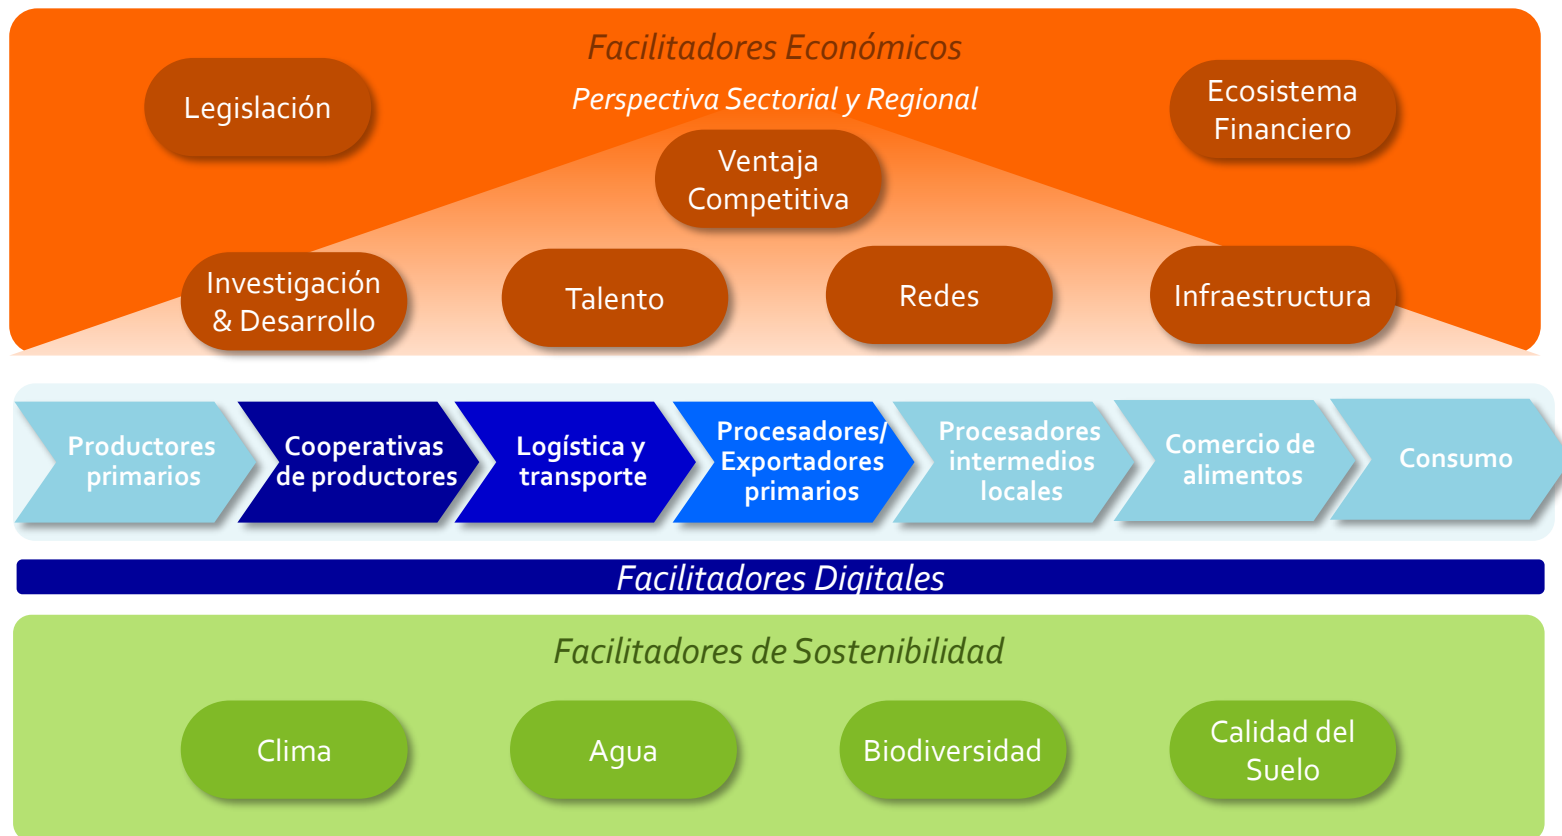 Facilitadores Económicos
Perspectiva Sectorial y Regional
Legislación
Ecosistema
Financiero
Ventaja
Competitiva
Investigación
& Desarrollo
Talento
Redes
Infraestructura
Productores
primarios
Cooperativas
de productores
Logística y
transporte
Procesadores/
Exportadores
primarios
Procesadores
intermedios
locales
Comercio de
alimentos
Consumo
Facilitadores Digitales
Facilitadores de Sostenibilidad
Clima
Agua
Biodiversidad
Calidad del
Suelo